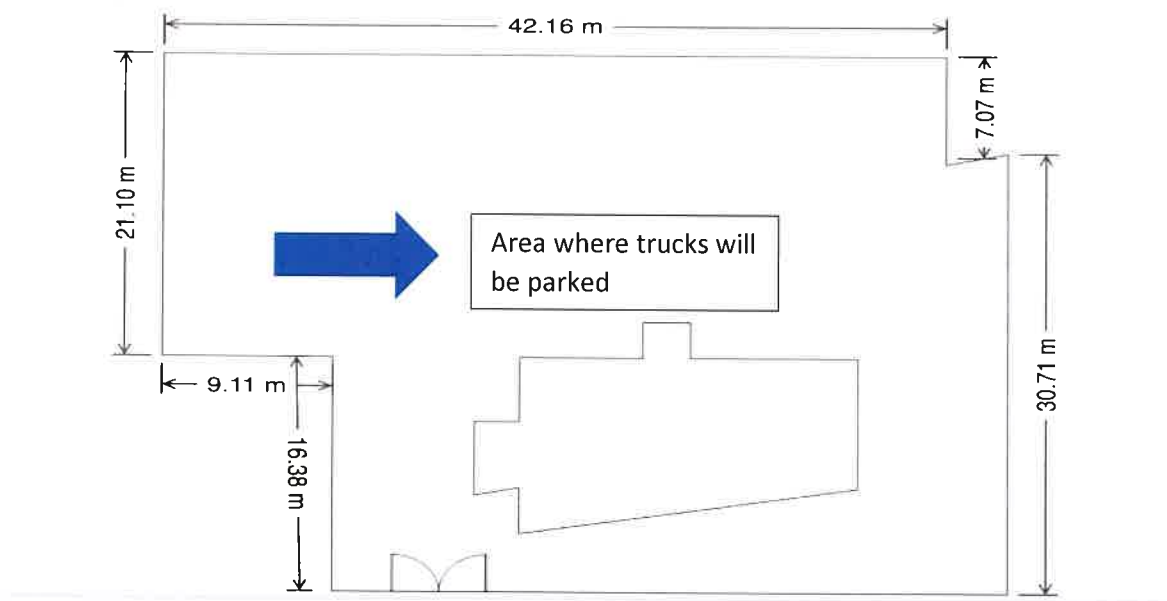 42.16 m
7.07 m
21.10 m
Area where trucks will
be parked
30.71 m
9.11 m
16.38 m